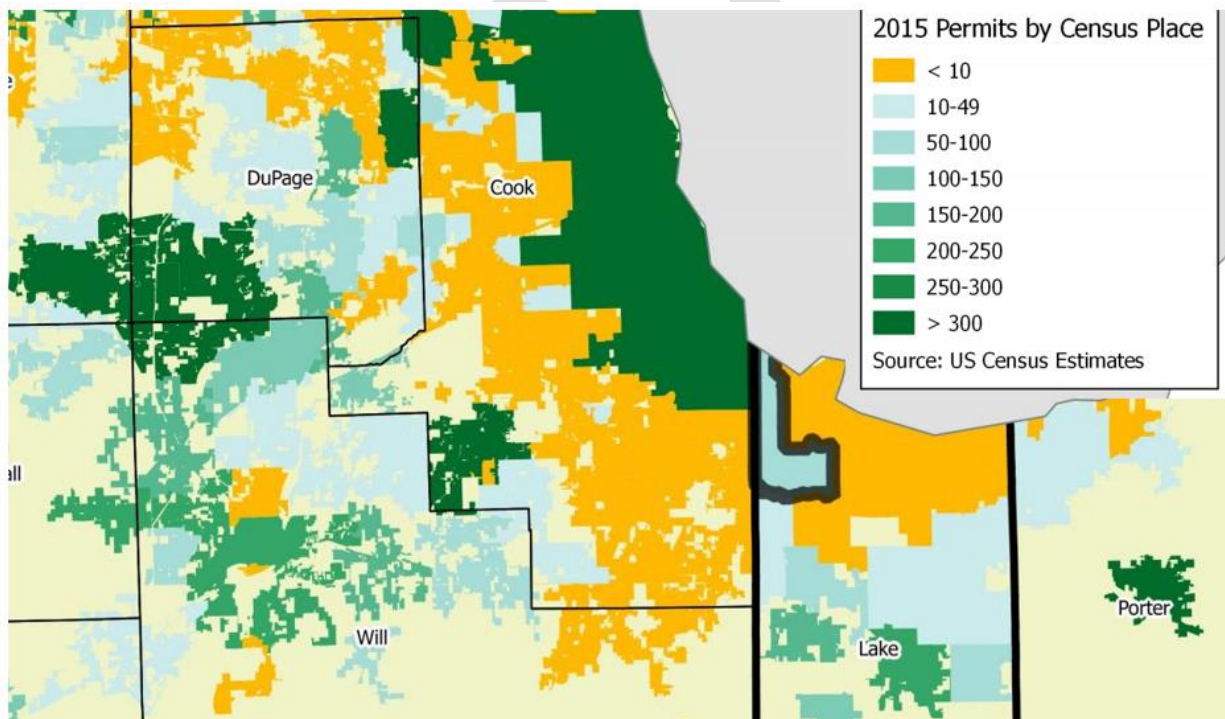 2015 Permits by Census Place
< 10
10-49
50-100
100-150
150-200
200-250
250-300
> 300
Source: US Census Estimates
e
DuPage
Cook
all
Will
Lake
Porter